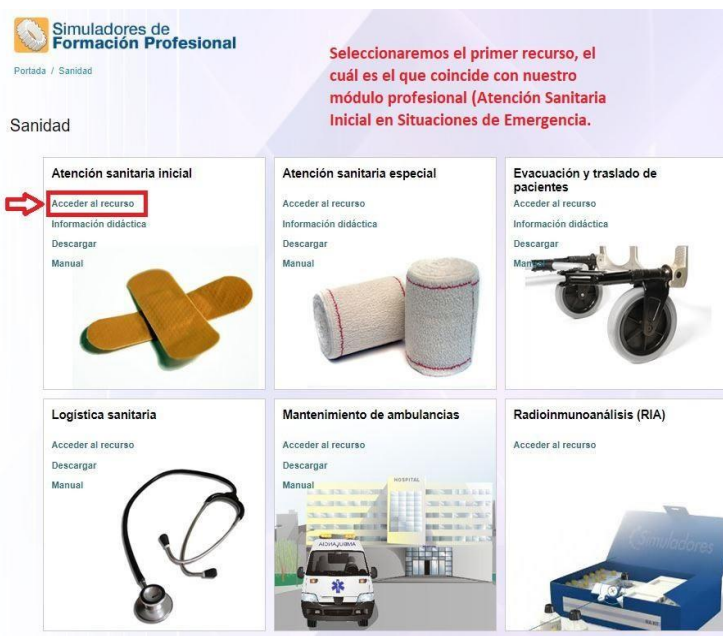 Simuladores de
Formación Profesional
Portada / Sanidad
Seleccionaremos el primer recurso, el
cuál es el que coincide con nuestro
módulo profesional (Atención Sanitaria
Inicial en Situaciones de Emergencia.
Sanidad
Atención sanitaria inicial
Acceder al recurso
Información didáctica
Descargar
Manual
Atención sanitaria especial
Acceder al recurso
Información didáctica
Descargar
Manual
Evacuación y traslado de
pacientes
Acceder al recurso
Información didáctica
Descargar
Manual
Logística sanitaria
Acceder al recurso
Descargar
Manual
Mantenimiento de ambulancias
Acceder al recurso
Descargar
Manual
HOSPITAL
Radioinmunoanálisis (RIA)
Acceder al recurso
Simuladores